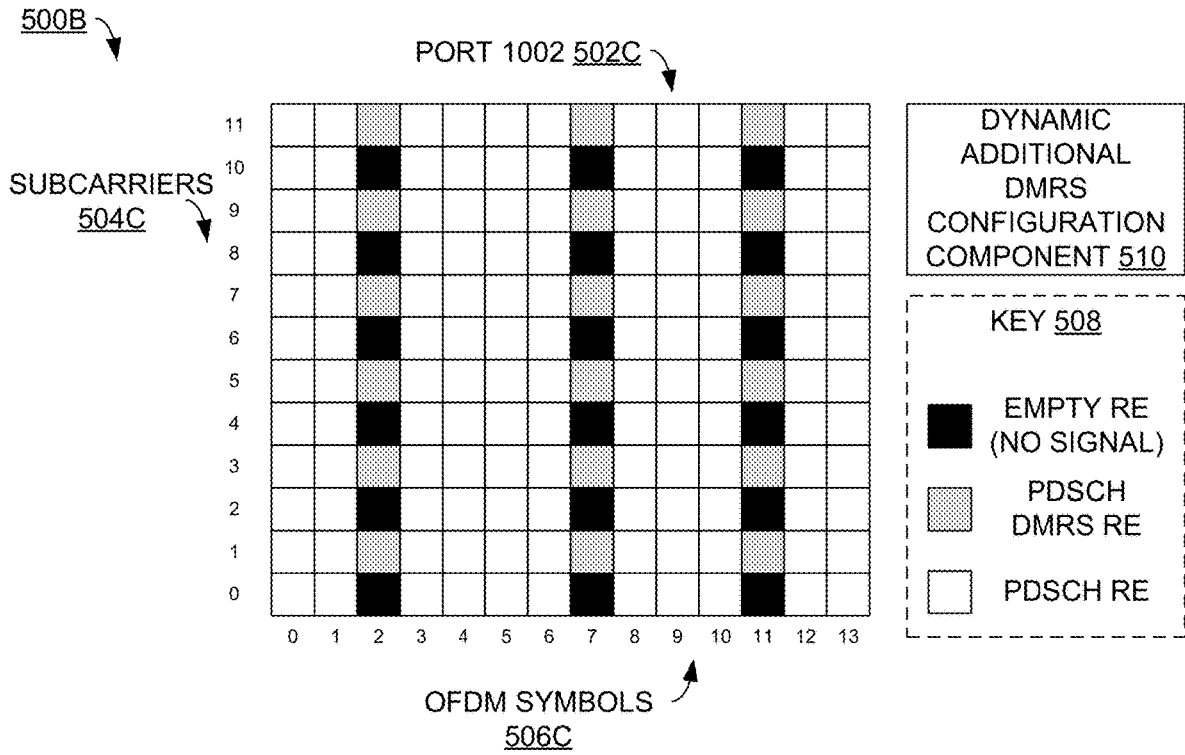 500B
PORT 1002 502C
SUBCARRIERS
504C
11
10
9
8
7
6
5
4
3
2
1
0
0 1 2 3 4 5 6 7 8 9 10 11 12 13
OFDM SYMBOLS
506C
DYNAMIC
ADDITIONAL
DMRS
CONFIGURATION
COMPONENT 510
KEY 508
EMPTY RE
(NO SIGNAL)
PDSCH
DMRS RE
PDSCH RE